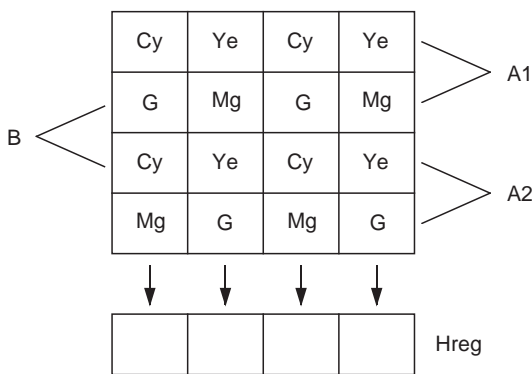 Cy Ye Cy Ye
A1
G Mg G Mg
B
Cy Ye Cy Ye
A2
Mg G Mg G
Hreg